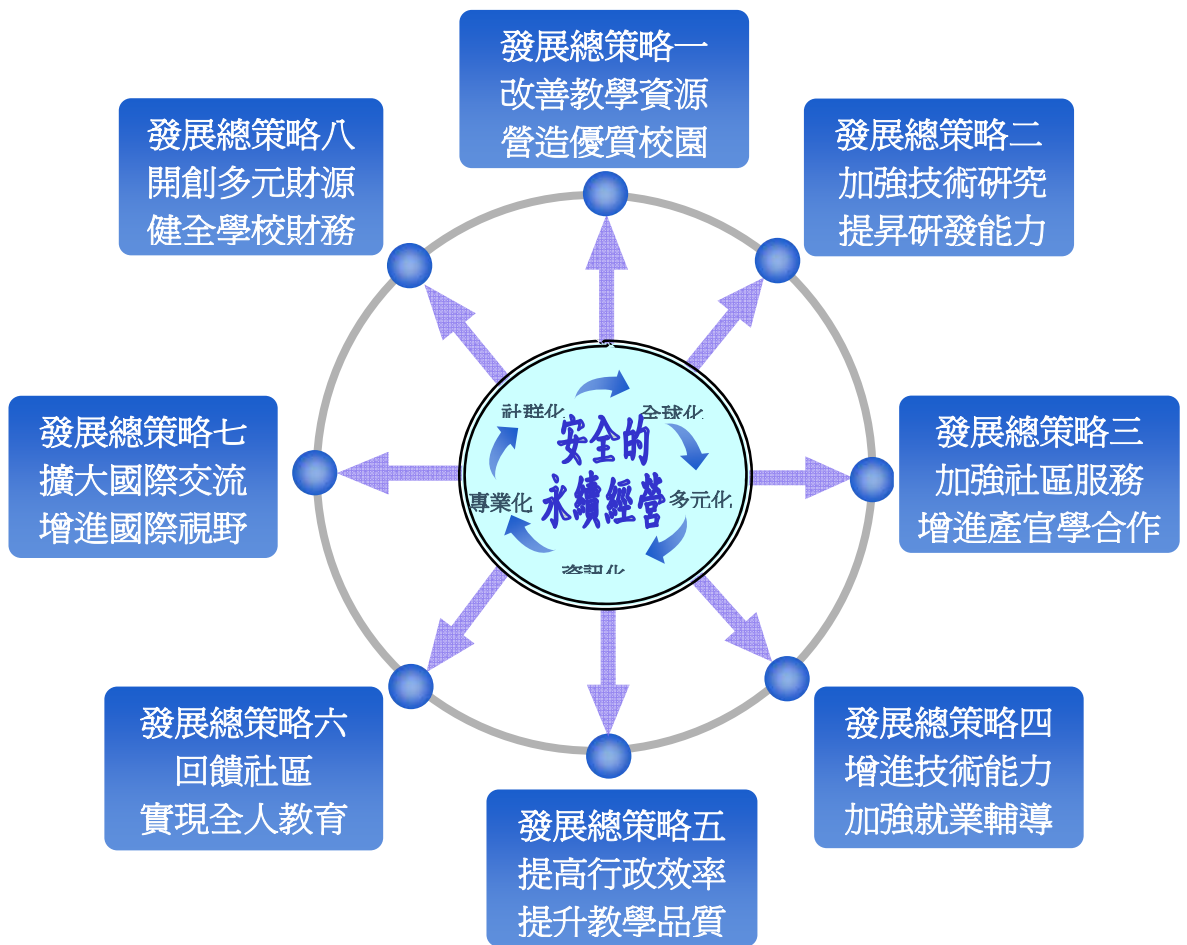 發展總策略一
改善教學資源
營造優質校園
發展總策略二
加強技術研究
提昇研發能力
發展總策略三
加強社區服務
增進產官學合作
發展總策略四
增進技術能力
加強就業輔導
發展總策略五
提高行政效率
提升教學品質
發展總策略六
回饋社區
實現全人教育
發展總策略七
擴大國際交流
增進國際視野
發展總策略八
開創多元財源
健全學校財務
社群化
全球化
多元化
資訊化
專業化
安全的
永續經營